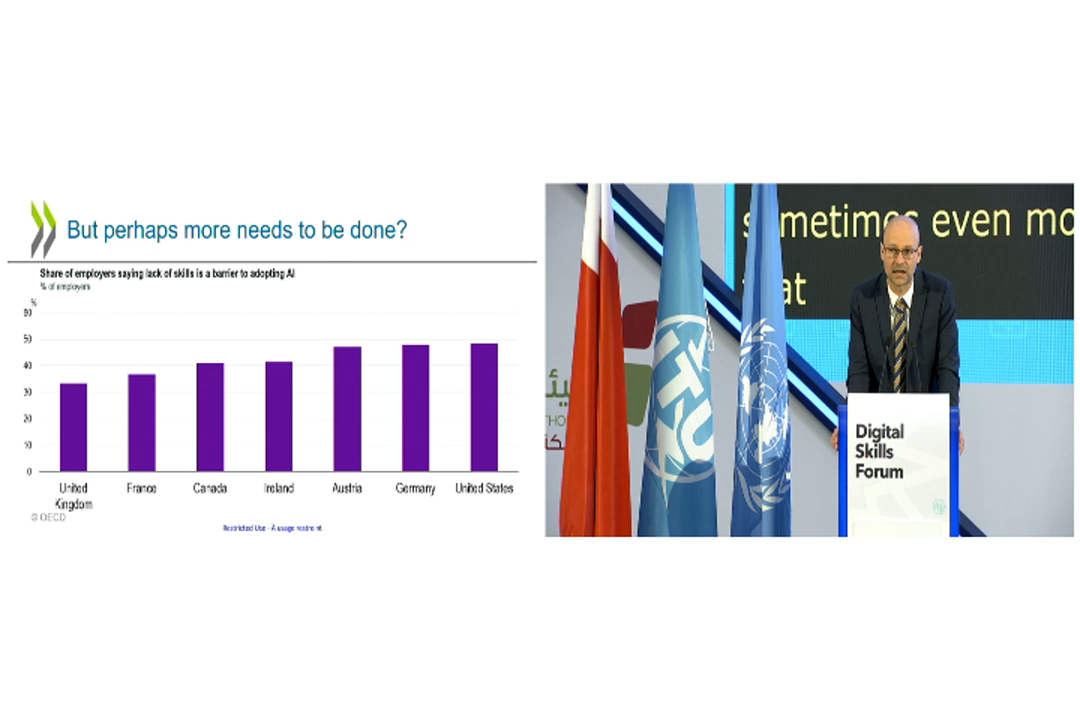 But perhaps more needs to be done?
Share of employers saying lack of skills is a barrier to adopting AI
% of employers
%
60
50
40
30
20
10
0
United Kingdom
France
Canada
Ireland
Austria
Germany
United States
© OECD
Restricted Use - À usage restreint
sometimes even mo
at
ITU
Digital
Skills
Forum